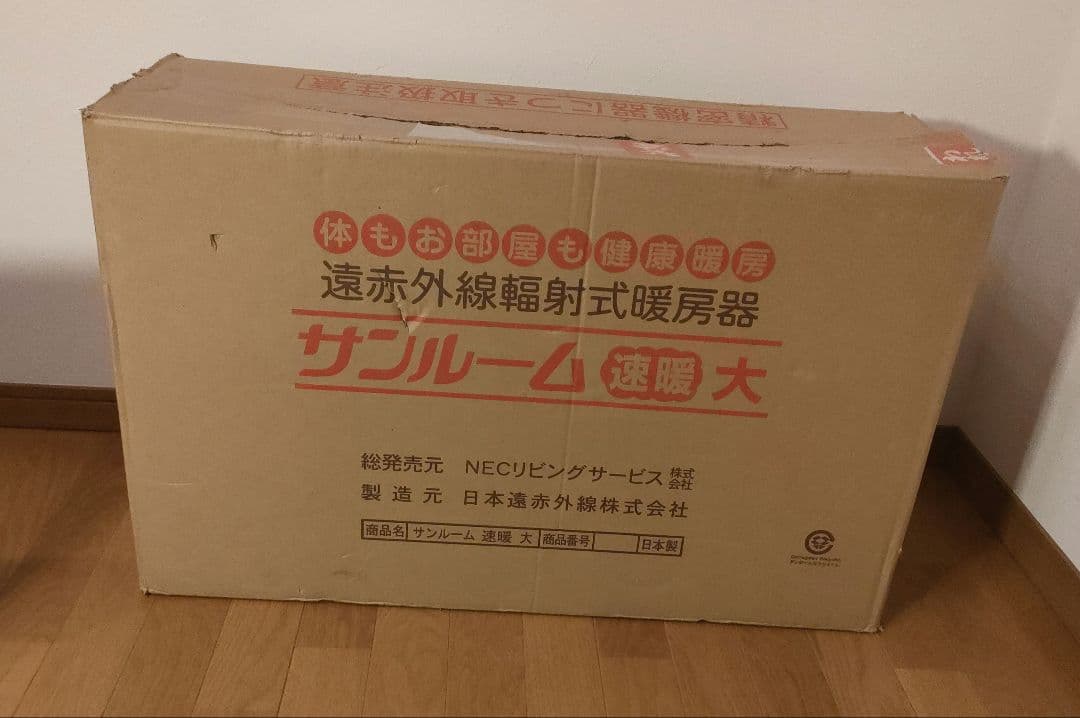 精密機器につき取扱注意
体もお部屋も健康暖房
遠赤外線輻射式暖房器
サンルーム 速暖 大
総発売元 NECリビングサービス 株式会社
製造元 日本遠赤外線株式会社
商品名 サンルーム 速暖 大 商品番号 日本製